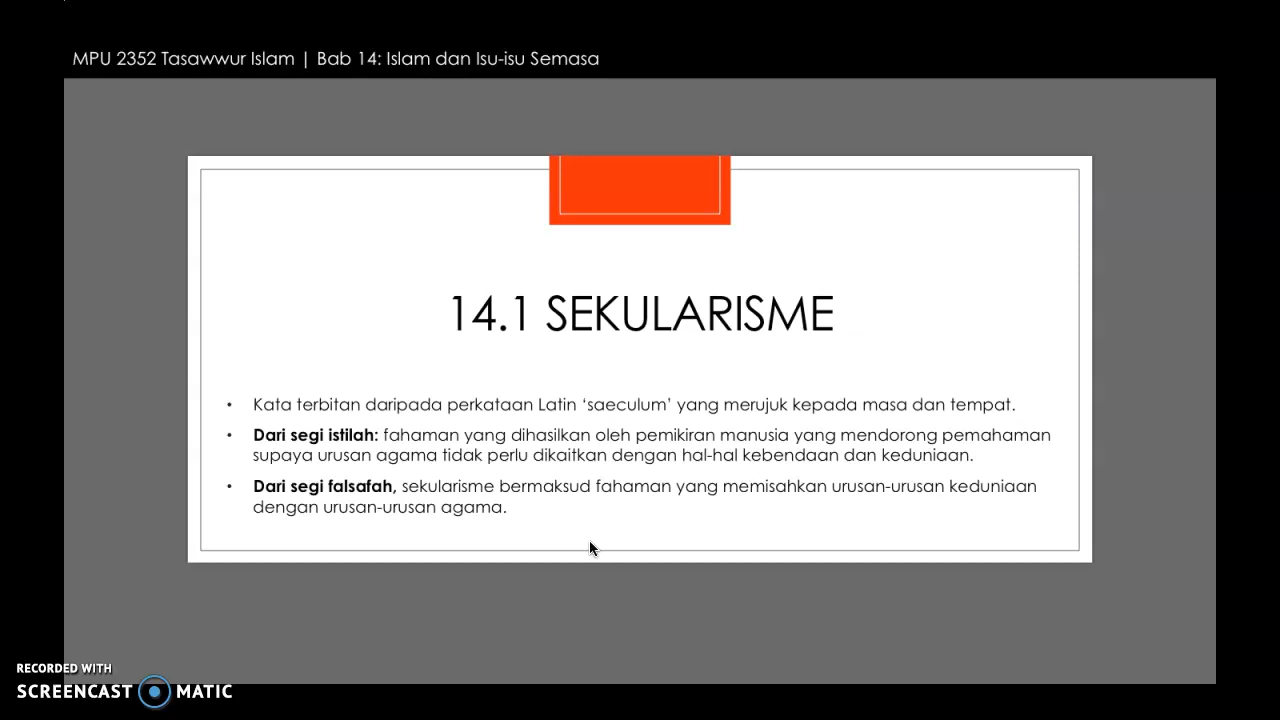 MPU 2352 Tasawwur Islam | Bab 14: Islam dan Isu-isu Semasa
14.1 SEKULARISME
• Kata terbitan daripada perkataan Latin ‘saeculum’ yang merujuk kepada masa dan tempat.
• Dari segi istilah: fahaman yang dihasilkan oleh pemikiran manusia yang mendorong pemahaman
supaya urusan agama tidak perlu dikaitkan dengan hal-hal kebendaan dan keduniaan.
• Dari segi falsafah, sekularisme bermaksud fahaman yang memisahkan urusan-urusan keduniaan
dengan urusan-urusan agama.
RECORDED WITH
SCREENCAST MATIC